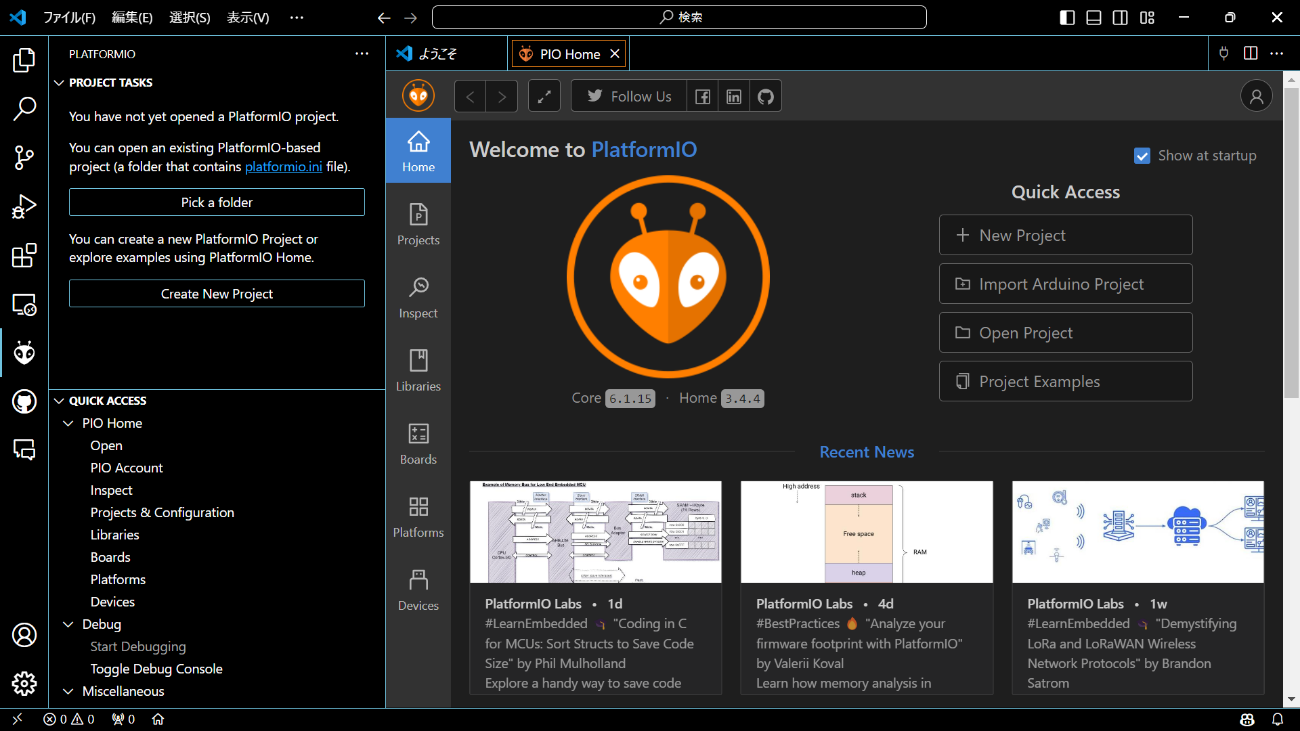 ファイル(F) 編集(E) 選択(S) 表示(V) ···
検索
PLATFORMIO
PROJECT TASKS
You have not yet opened a PlatformIO project.
You can open an existing PlatformIO-based
project (a folder that contains platformio.ini file).
Pick a folder
You can create a new PlatformIO Project or
explore examples using PlatformIO Home.
Create New Project
QUICK ACCESS
PIO Home
Open
PIO Account
Inspect
Projects & Configuration
Libraries
Boards
Platforms
Devices
Debug
Start Debugging
Toggle Debug Console
Miscellaneous
ようこそ
PIO Home
Follow Us
Home
Projects
Inspect
Libraries
Boards
Platforms
Devices
Welcome to PlatformIO
Show at startup
Core 6.1.15 · Home 3.4.4
Quick Access
New Project
Import Arduino Project
Open Project
Project Examples
Recent News
High address
stack
Free space
heap
RAM
PlatformIO Labs • 1d
#LearnEmbedded "Coding in C
for MCUs: Sort Structs to Save Code
Size" by Phil Mulholland
Explore a handy way to save code
PlatformIO Labs • 4d
#BestPractices 🔥 "Analyze your
firmware footprint with PlatformIO"
by Valerii Koval
Learn how memory analysis in
PlatformIO Labs • 1w
#LearnEmbedded "Demystifying
LoRa and LoRaWAN Wireless
Network Protocols" by Brandon
Satrom
0 0 0